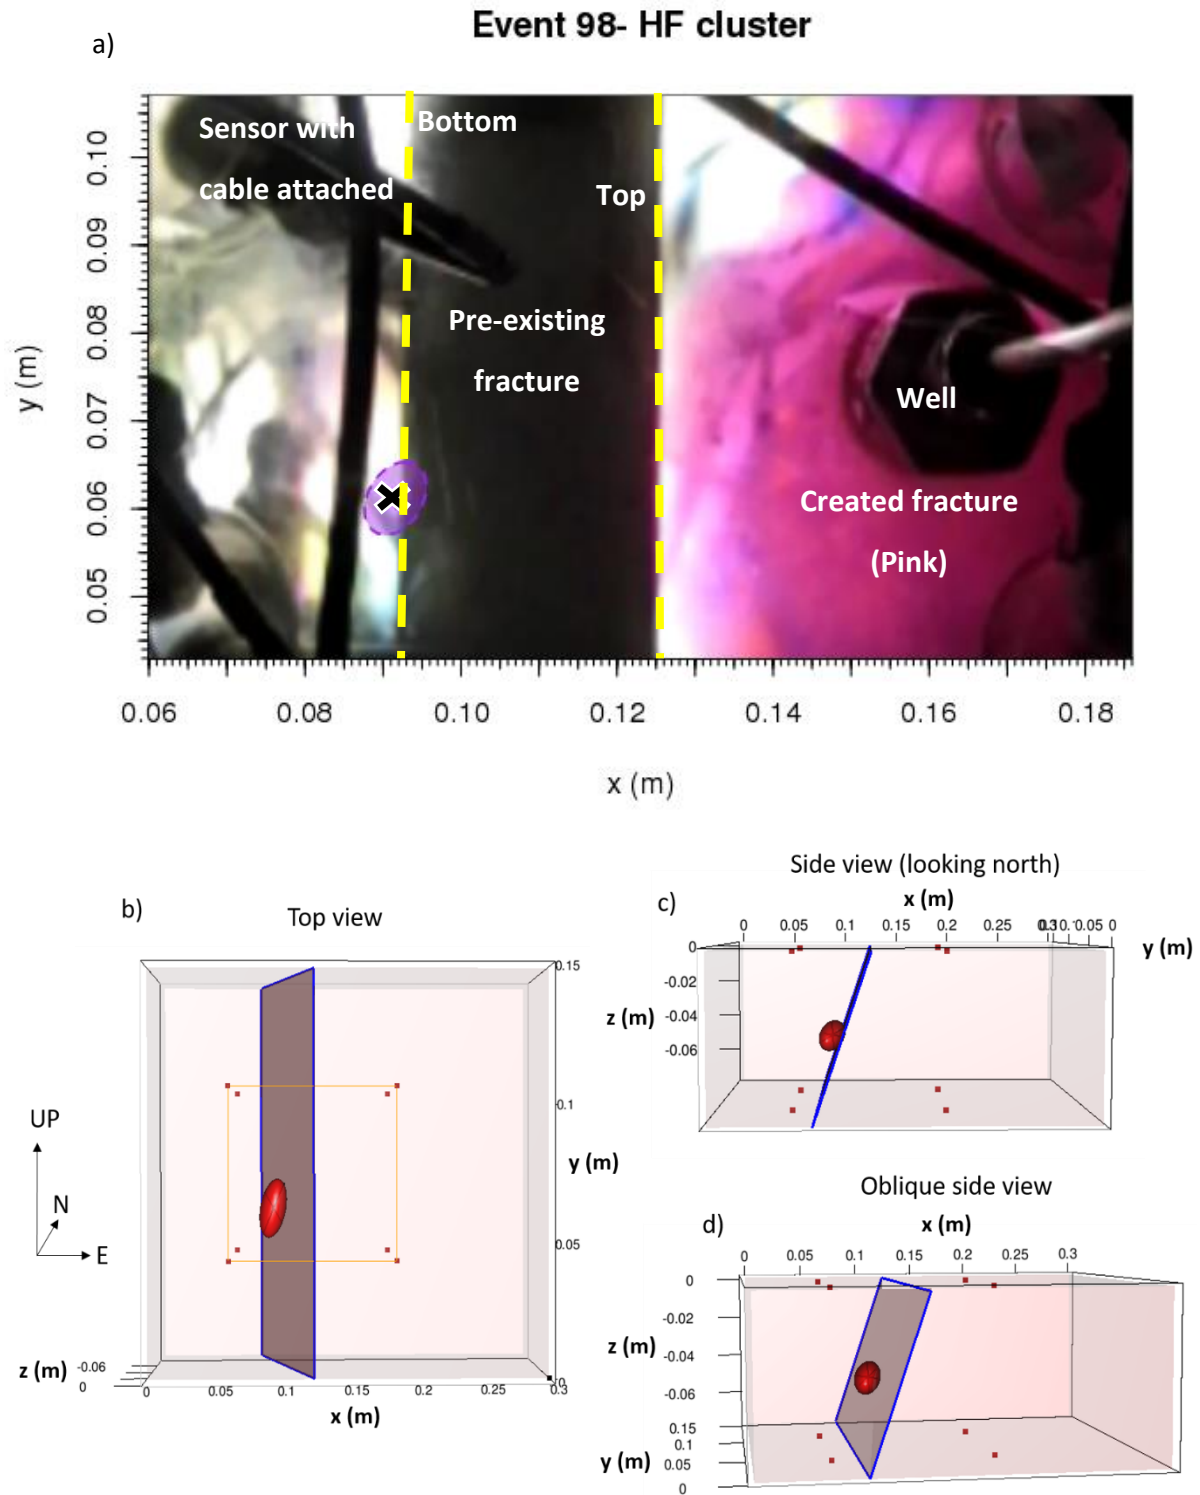 Event 98- HF cluster
a)
Sensor with
cable attached
Bottom
Top
Pre-existing
fracture
Well
Created fracture
(Pink)
y (m)
0.10
0.09
0.08
0.07
0.06
0.05
0.06 0.08 0.10 0.12 0.14 0.16 0.18
x (m)
b)
Top view
0.15
0.1
y (m)
0.05
0
UP
N
E
z (m)
-0.06
0
0 0.05 0.1 0.2 0.25 0.3
x (m)
Side view (looking north)
c)
x (m)
0 0.05 0.1 0.15 0.2 0.25 0.05 0
y (m)
0
-0.02
-0.04
z (m)
-0.06
Oblique side view
d)
x (m)
0 0.05 0.1 0.15 0.2 0.25 0.3
0
-0.02
z (m)
-0.04
-0.06
0.15
0.1
y (m)
0.05
0